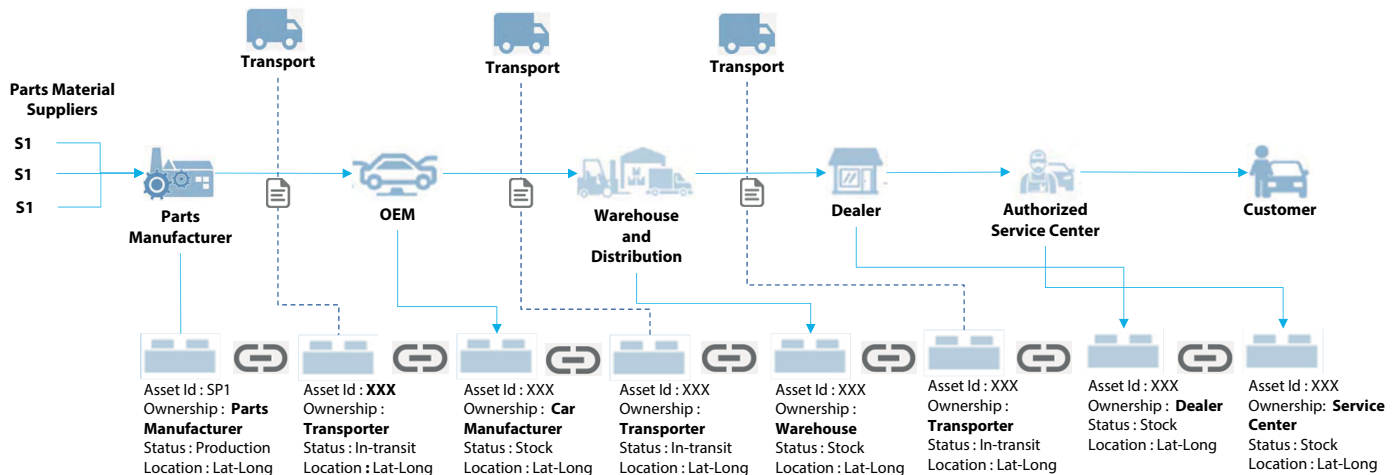 Transport
Transport
Transport
Parts Material
Suppliers
S1
S1
S1
Parts
Manufacturer
OEM
Warehouse
and
Distribution
Dealer
Authorized
Service Center
Customer
Asset Id : SP1
Ownership : Parts
Manufacturer
Status : Production
Location : Lat-Long
Asset Id : XXX
Ownership :
Transporter
Status : In-transit
Location : Lat-Long
Asset Id : XXX
Ownership : Car
Manufacturer
Status : Stock
Location : Lat-Long
Asset Id : XXX
Ownership :
Transporter
Status : In-transit
Location : Lat-Long
Asset Id : XXX
Ownership :
Warehouse
Status : Stock
Location : Lat-Long
Asset Id : XXX
Ownership :
Transporter
Status : In-transit
Location : Lat-Long
Asset Id : XXX
Ownership : Dealer
Status : Stock
Location : Lat-Long
Asset Id : XXX
Ownership: Service
Center
Status : Stock
Location : Lat-Long